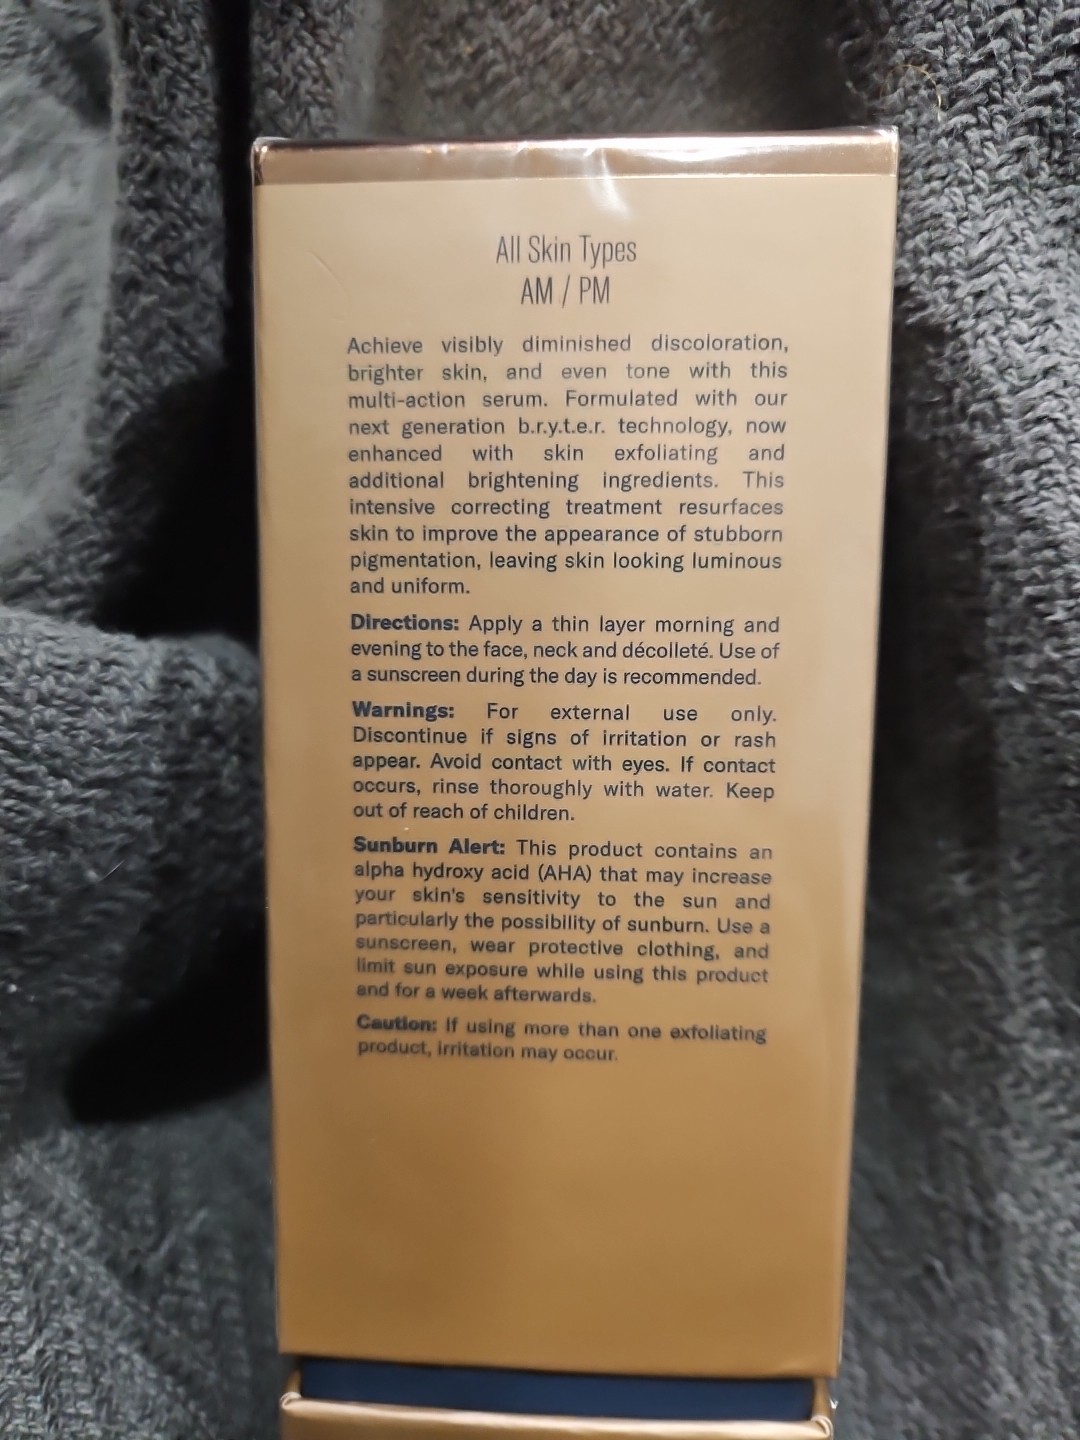 All Skin Types
AM / PM
Achieve visibly diminished discoloration,
brighter skin, and even tone with this
multi-action serum. Formulated with our
next generation b.r.y.t.e.r. technology, now
enhanced with skin exfoliating and
additional brightening ingredients. This
intensive correcting treatment resurfaces
skin to improve the appearance of stubborn
pigmentation, leaving skin looking luminous
and uniform.
Directions: Apply a thin layer morning and
evening to the face, neck and décolleté. Use of
a sunscreen during the day is recommended.
Warnings: For external use only.
Discontinue if signs of irritation or rash
appear. Avoid contact with eyes. If contact
occurs, rinse thoroughly with water. Keep
out of reach of children.
Sunburn Alert: This product contains an
alpha hydroxy acid (AHA) that may increase
your skin's sensitivity to the sun and
particularly the possibility of sunburn. Use a
sunscreen, wear protective clothing, and
limit sun exposure while using this product
and for a week afterwards.
Caution: If using more than one exfoliating
product, irritation may occur.